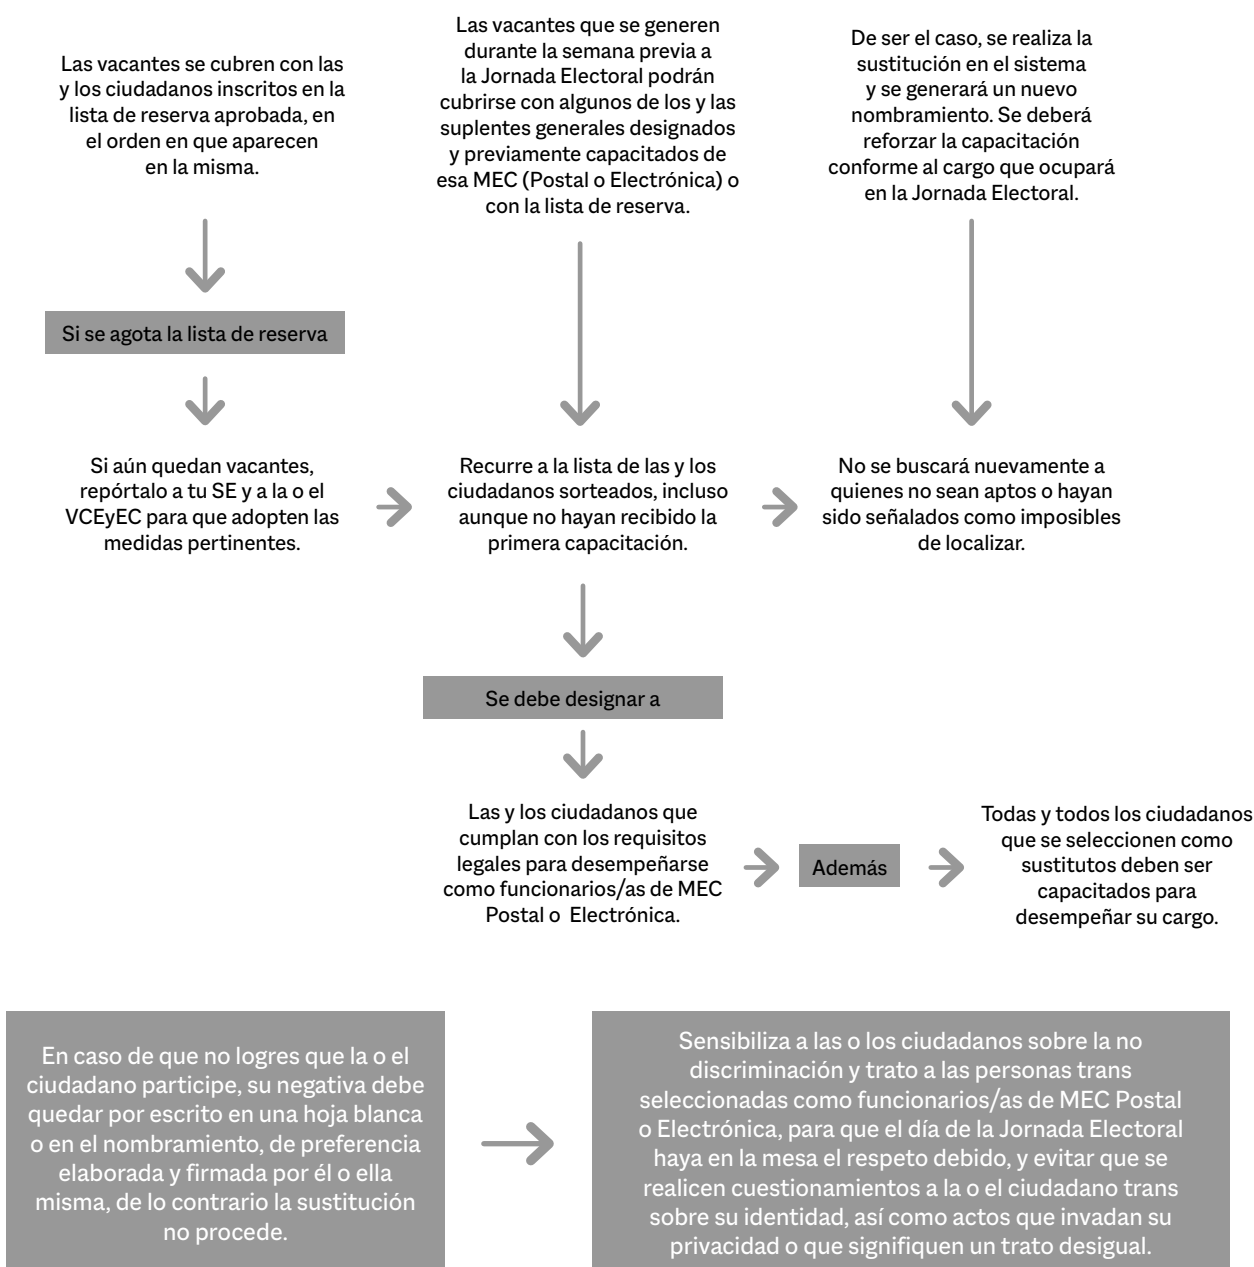 Las vacantes se cubren con las
y los ciudadanos inscritos en la
lista de reserva aprobada, en
el orden en que aparecen
en la misma.
Las vacantes que se generen
durante la semana previa a
la Jornada Electoral podrán
cubrirse con algunos de los y las
suplentes generales designados
y previamente capacitados de
esa MEC (Postal o Electrónica) o
con la lista de reserva.
De ser el caso, se realiza la
sustitución en el sistema
y se generará un nuevo
nombramiento. Se deberá
reforzar la capacitación
conforme al cargo que ocupará
en la Jornada Electoral.
Si se agota la lista de reserva
Si aún quedan vacantes,
repórtalo a tu SE y a la o el
VCEyEC para que adopten las
medidas pertinentes.
Recurre a la lista de las y los
ciudadanos sorteados, incluso
aunque no hayan recibido la
primera capacitación.
No se buscará nuevamente a
quienes no sean aptos o hayan
sido señalados como imposibles
de localizar.
Se debe designar a
Las y los ciudadanos que
cumplan con los requisitos
legales para desempeñarse
como funcionarios/as de MEC
Postal o Electrónica.
Además
Todas y todos los ciudadanos
que se seleccionen como
sustitutos deben ser
capacitados para
desempeñar su cargo.
En caso de que no logres que la o el
ciudadano participe, su negativa debe
quedar por escrito en una hoja blanca
o en el nombramiento, de preferencia
elaborada y firmada por él o ella
misma, de lo contrario la sustitución
no procede.
Sensibiliza a las o los ciudadanos sobre la no
discriminación y trato a las personas trans
seleccionadas como funcionarios/as de MEC Postal
o Electrónica, para que el día de la Jornada Electoral
haya en la mesa el respeto debido, y evitar que se
realicen cuestionamientos a la o el ciudadano trans
sobre su identidad, así como actos que invadan su
privacidad o que signifiquen un trato desigual.